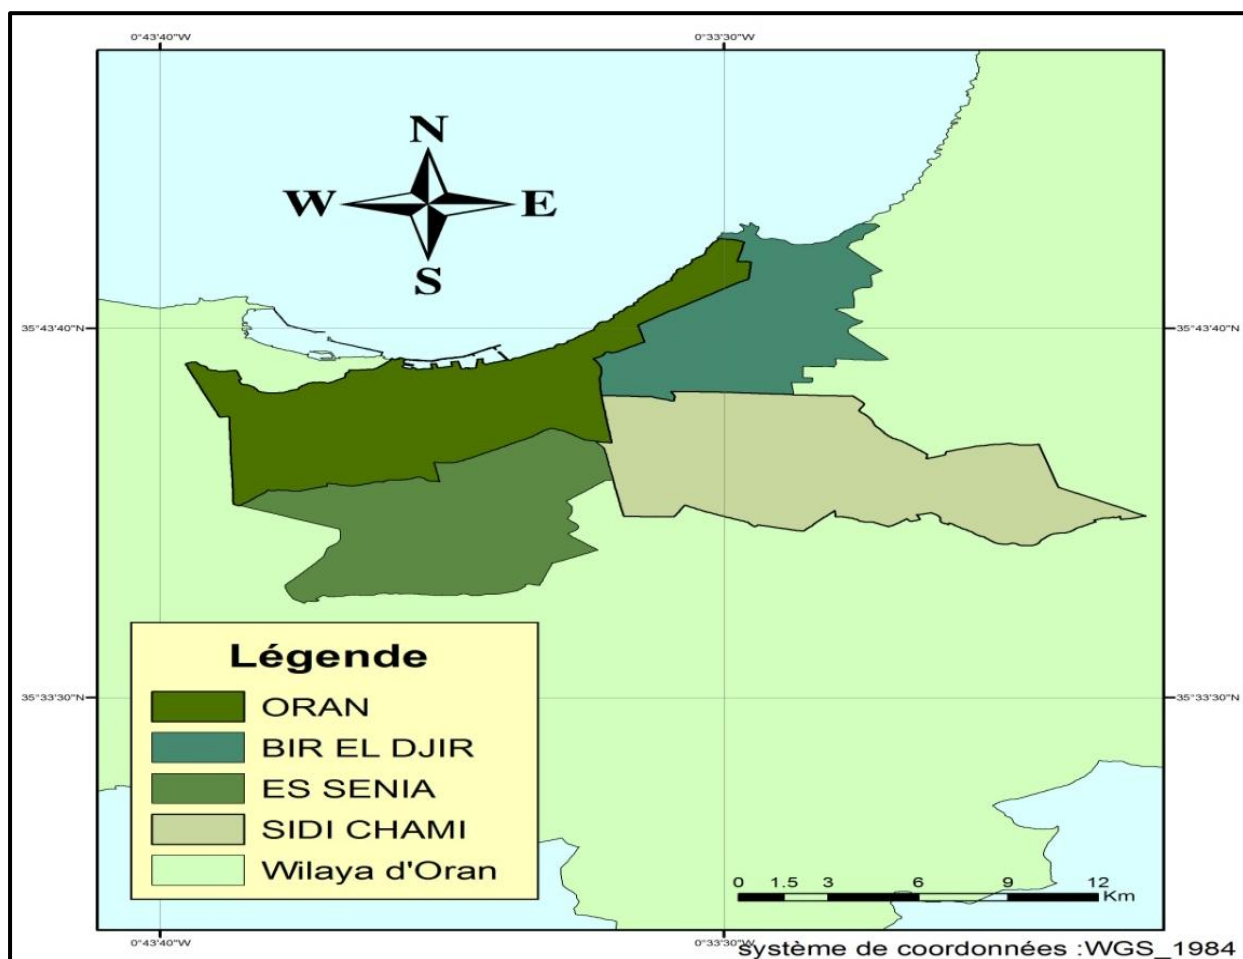 0°43'40"W 0°33'30"W
N
W E
S
35°43'40"N 35°43'40"N
35°33'30"N 35°33'30"N
Légende
ORAN
BIR EL DJIR
ES SENIA
SIDI CHAMI
Wilaya d'Oran
0 1.5 3 6 9 12
Km
0°43'40"W 0°33'30"W
système de coordonnées :WGS_1984